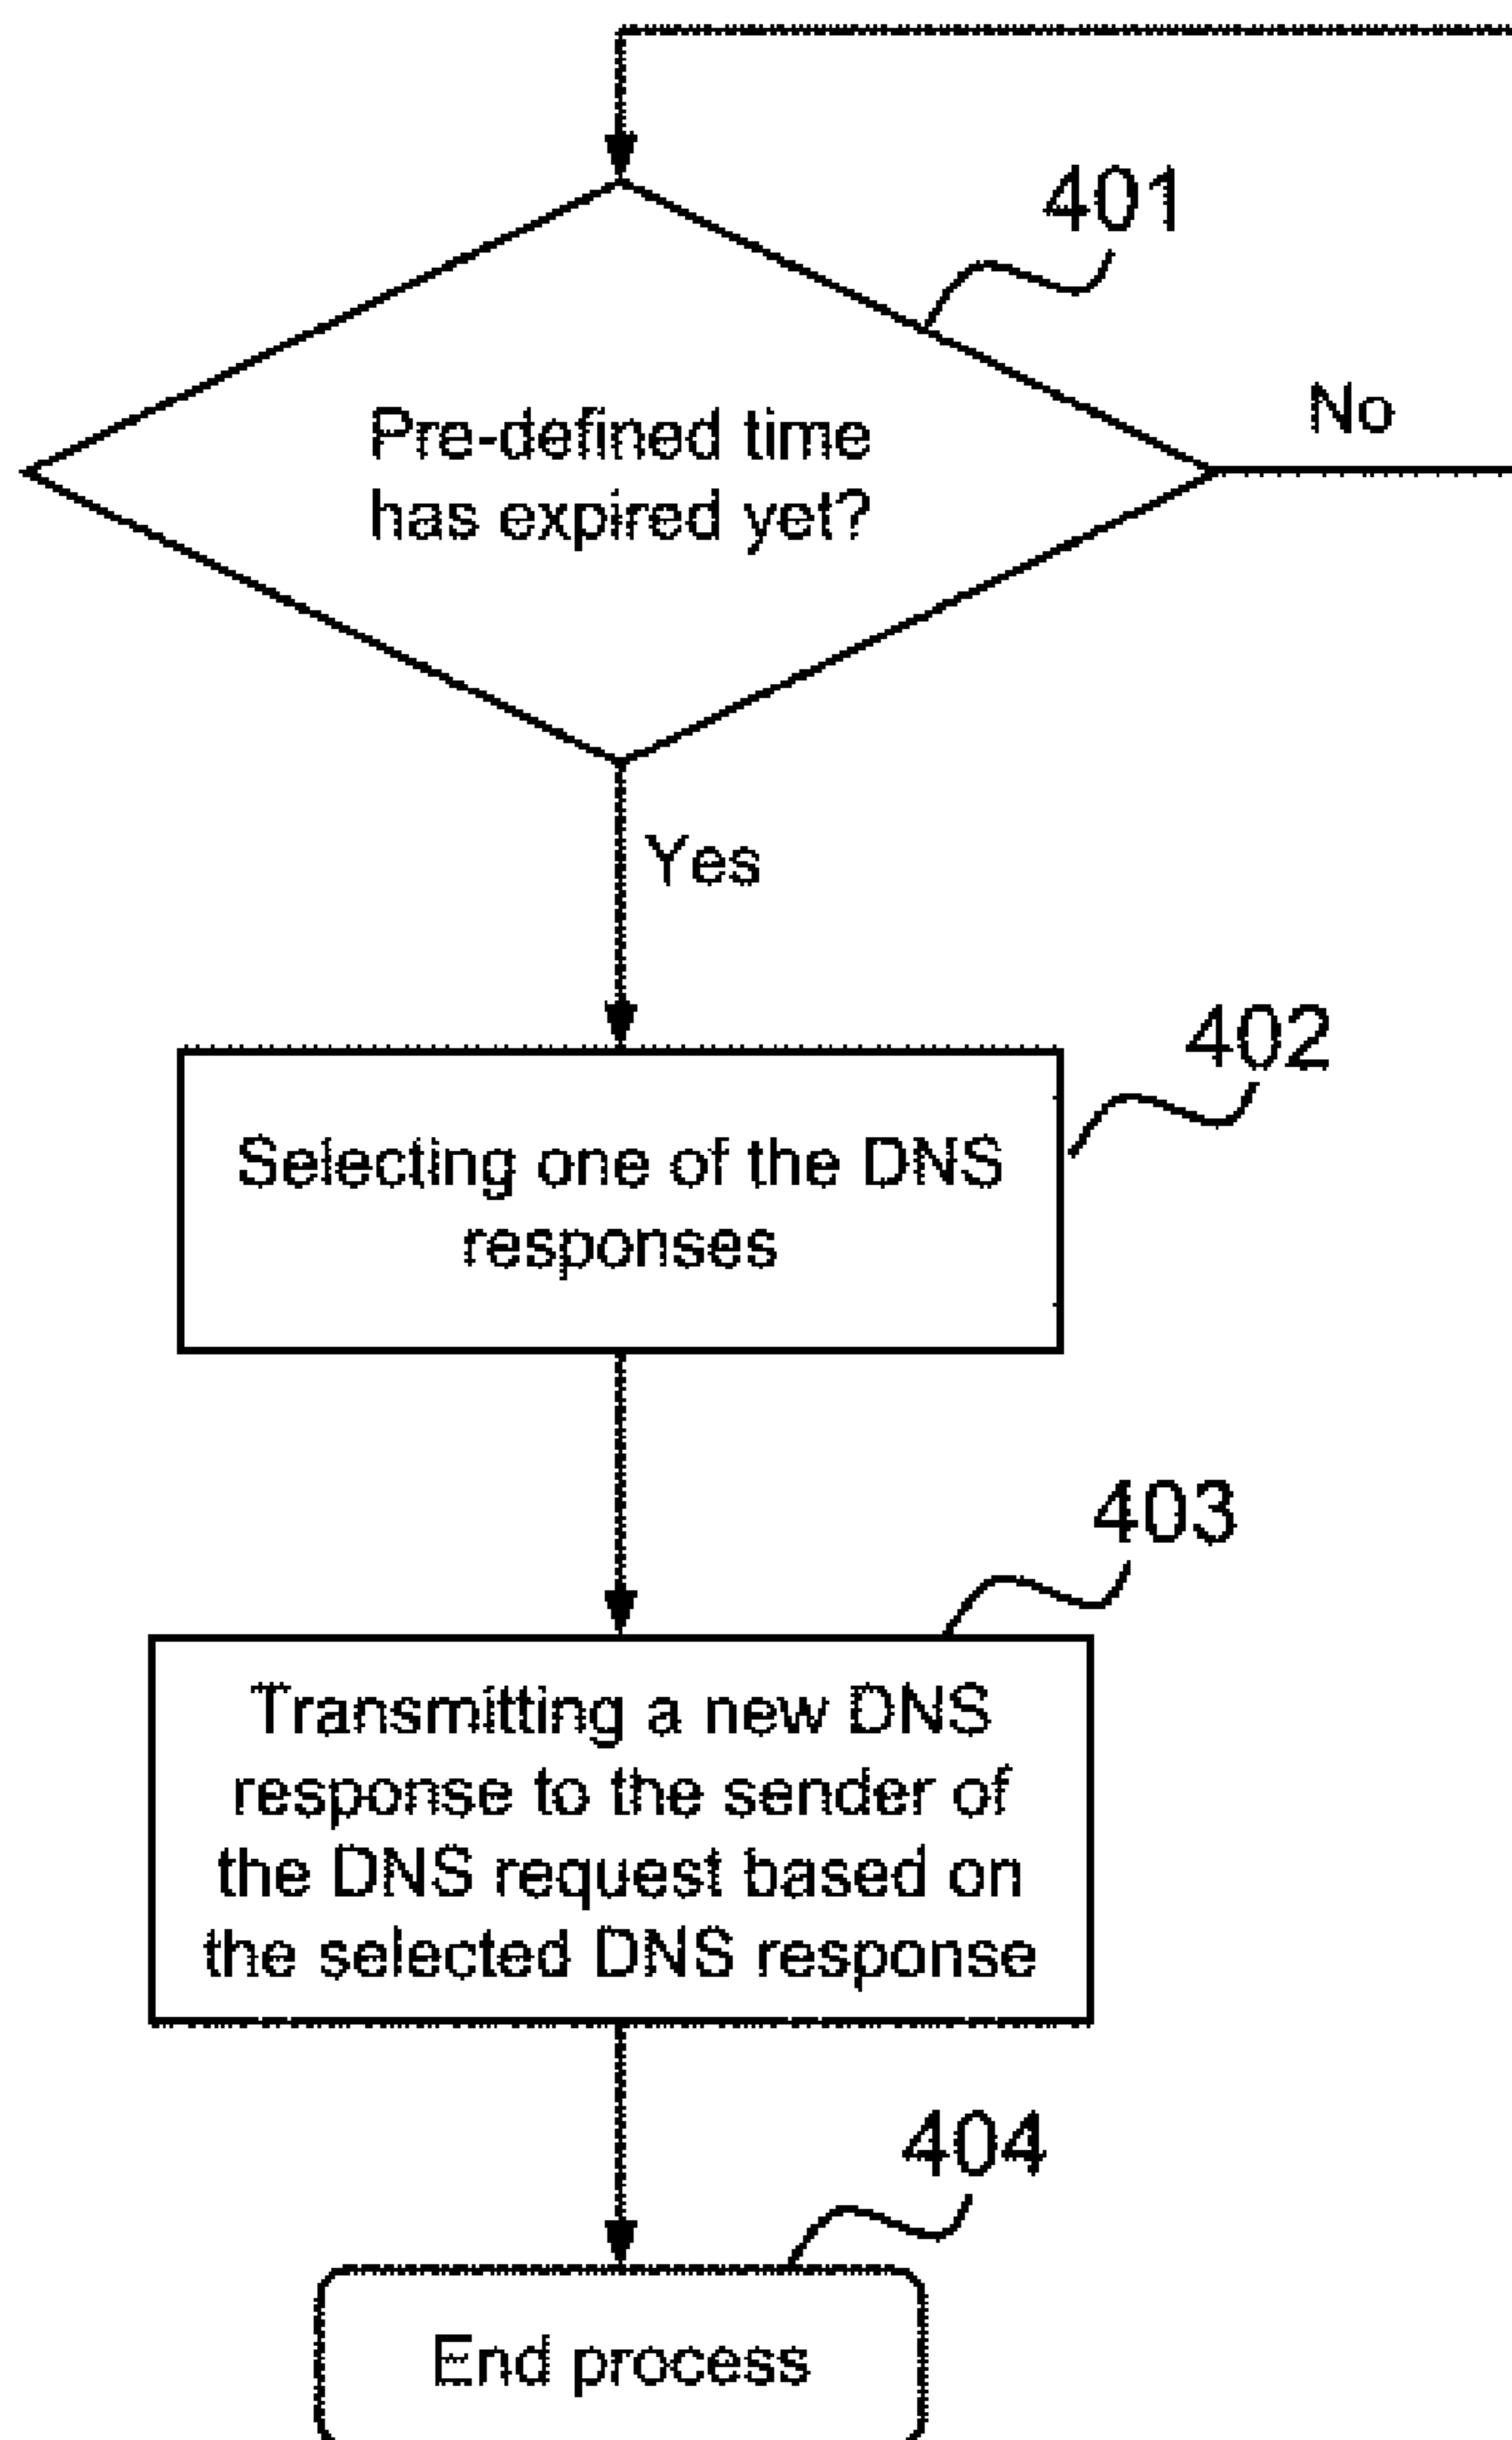 401
Pre-defined time
has expired yet?
No
Yes
402
Selecting one of the DNS
responses
403
Transmitting a new DNS
response to the sender of
the DNS request based on
the selected DNS response
404
End process